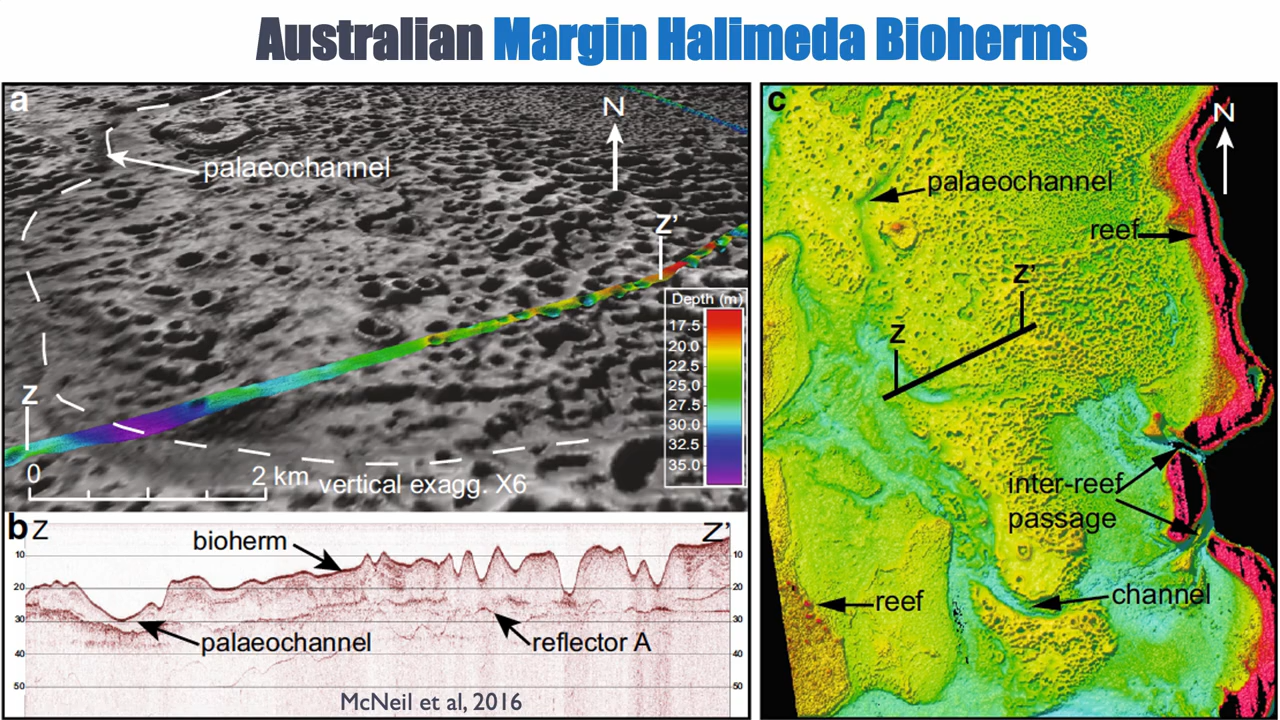 Australian Margin Halimeda Bioherms
a
N
palaeochannel
Z'
Depth (m)
17.5
20.0
22.5
25.0
27.5
30.0
32.5
35.0
Z
0
2 km
vertical exagg. X6
b
Z
Z'
bioherm
10
20
30
40
50
10
20
30
40
50
palaeochannel
reflector A
McNeil et al, 2016
c
N
palaeochannel
reef
Z'
Z
inter-reef
passage
reef
channel